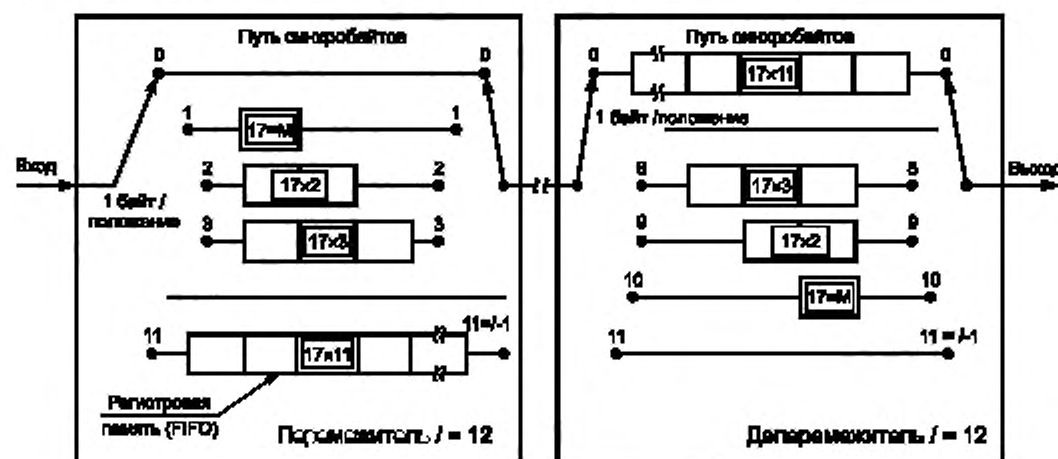 Путь синхробайтов
0 0
1 1
17=M
Вход
2 2
17×2
1 байт /
положение
3 3
17×3
11 11=I-1
17×11
Регистровая
память (FIFO)
Перемежитель I = 12
Путь синхробайтов
0 0
17×11
1 байт /положение
8 8
17×3
Выход
9 9
17×2
10 10
17=M
11 11 = I-1
Деперемежитель I = 12